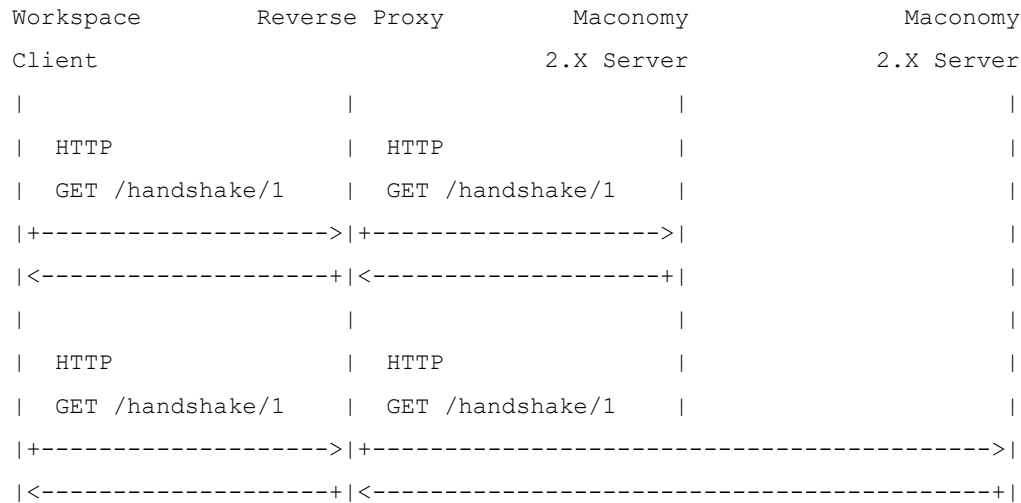 Workspace        Reverse Proxy         Maconomy               Maconomy
Client                               2.X Server             2.X Server
|                      |                      |                      |
|  HTTP                |  HTTP                |                      |
|  GET /handshake/1    |  GET /handshake/1    |                      |
|+-------------------->|+-------------------->|                      |
|<--------------------+|<--------------------+|                      |
|                      |                      |                      |
|  HTTP                |  HTTP                |                      |
|  GET /handshake/1    |  GET /handshake/1    |                      |
|+-------------------->|+------------------------------------------->|
|<--------------------+|<-------------------------------------------+|